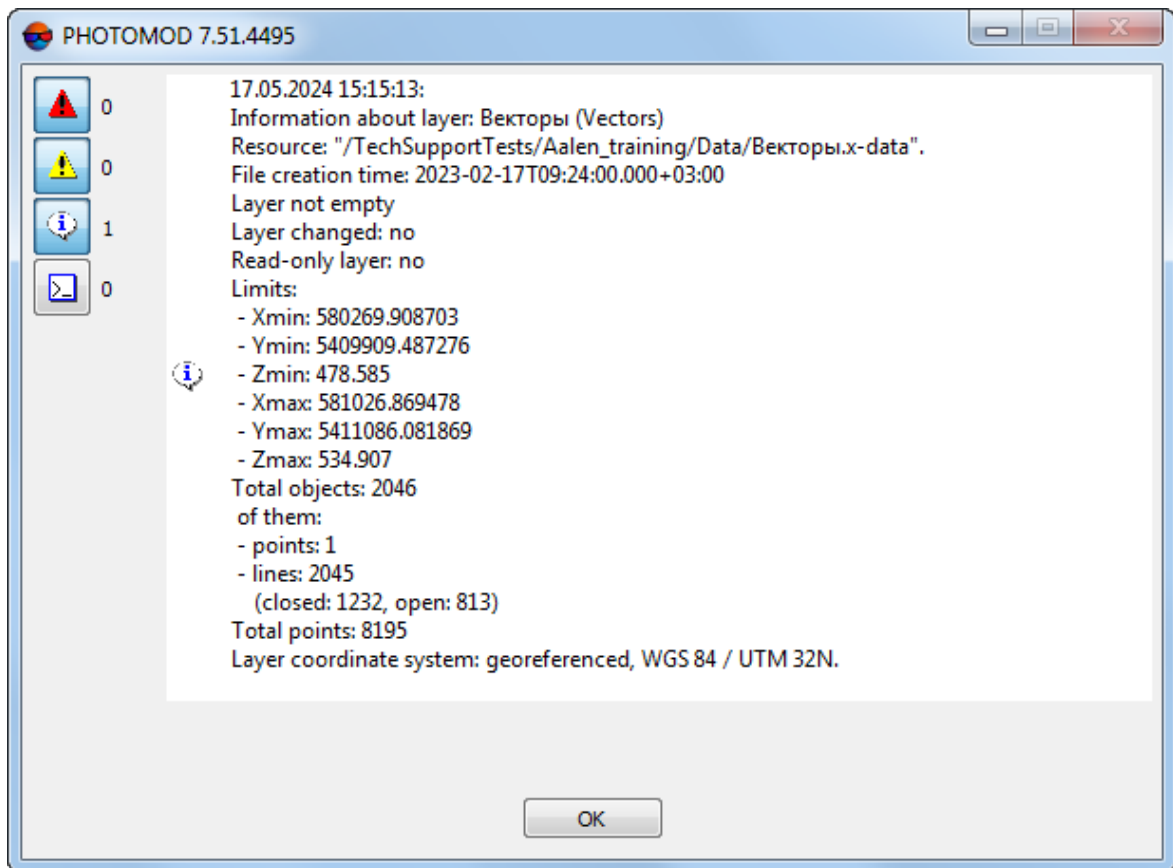 PHOTOMOD 7.51.4495
0
0
1
0
17.05.2024 15:15:13:
Information about layer: Векторы (Vectors)
Resource: "/TechSupportTests/Aalen_training/Data/Векторы.x-data".
File creation time: 2023-02-17T09:24:00.000+03:00
Layer not empty
Layer changed: no
Read-only layer: no
Limits:
- Xmin: 580269.908703
- Ymin: 5409909.487276
- Zmin: 478.585
- Xmax: 581026.869478
- Ymax: 5411086.081869
- Zmax: 534.907
Total objects: 2046
of them:
- points: 1
- lines: 2045
(closed: 1232, open: 813)
Total points: 8195
Layer coordinate system: georeferenced, WGS 84 / UTM 32N.
OK